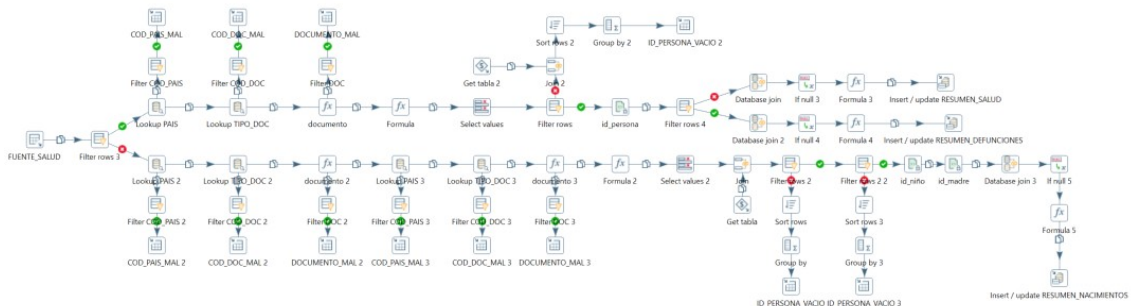 COD_PAIS_MAL COD_DOC_MAL DOCUMENTO_MAL Sort rows 2 Group by 2 ID_PERSONA_VACIO 2
Filter COD_PAIS Filter COD_DOC Filter DOC Get tabla 2 Join 2
Database join If null 3 Formula 3 Insert / update RESUMEN_SALUD
Lookup PAIS Lookup TIPO_DOC documento Formula Select values Filter rows id_persona Filter rows 4
Database join 2 If null 4 Formula 4 Insert / update RESUMEN_DEFUNCIONES
FUENTE_SALUD Filter rows 3
Lookup PAIS 2 Lookup TIPO_DOC 2 documento 2 Lookup PAIS 3 Lookup TIPO_DOC 3 documento 3 Formula 2 Select values 2 Join Filter rows 2 Filter rows 2 2 id_niño id_madre Database join 3 If null 5
Filter COD_PAIS 2 Filter COD_DOC 2 Filter DOC 2 Filter COD_PAIS 3 Filter COD_DOC 3 Filter DOC 3 Get tabla Sort rows Sort rows 3
Formula 5
COD_PAIS_MAL 2 COD_DOC_MAL 2 DOCUMENTO_MAL 2 COD_PAIS_MAL 3 COD_DOC_MAL 3 DOCUMENTO_MAL 3 Group by Group by 3
ID_PERSONA_VACIO ID_PERSONA_VACIO 3 Insert / update RESUMEN_NACIMIENTOS